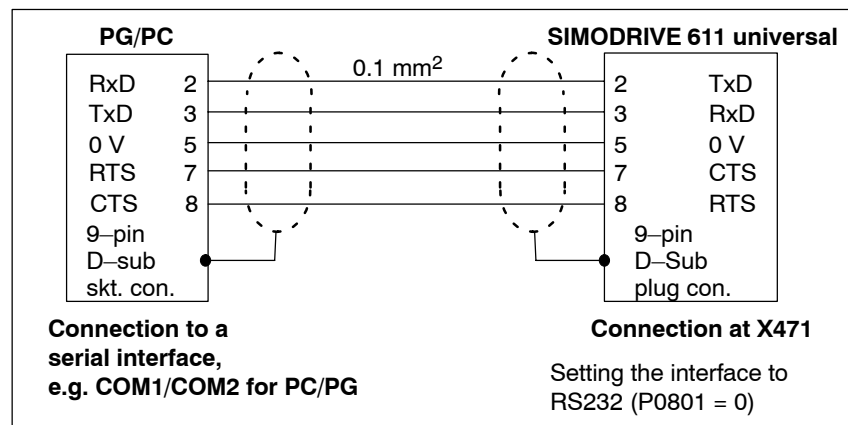 PG/PC
SIMODRIVE 611 universal
0.1 mm²
RxD 2
TxD 3
0 V 5
RTS 7
CTS 8
9–pin
D–sub
skt. con.
2 TxD
3 RxD
5 0 V
7 CTS
8 RTS
9–pin
D–Sub
plug con.
Connection to a
serial interface,
e.g. COM1/COM2 for PC/PG
Connection at X471
Setting the interface to
RS232 (P0801 = 0)